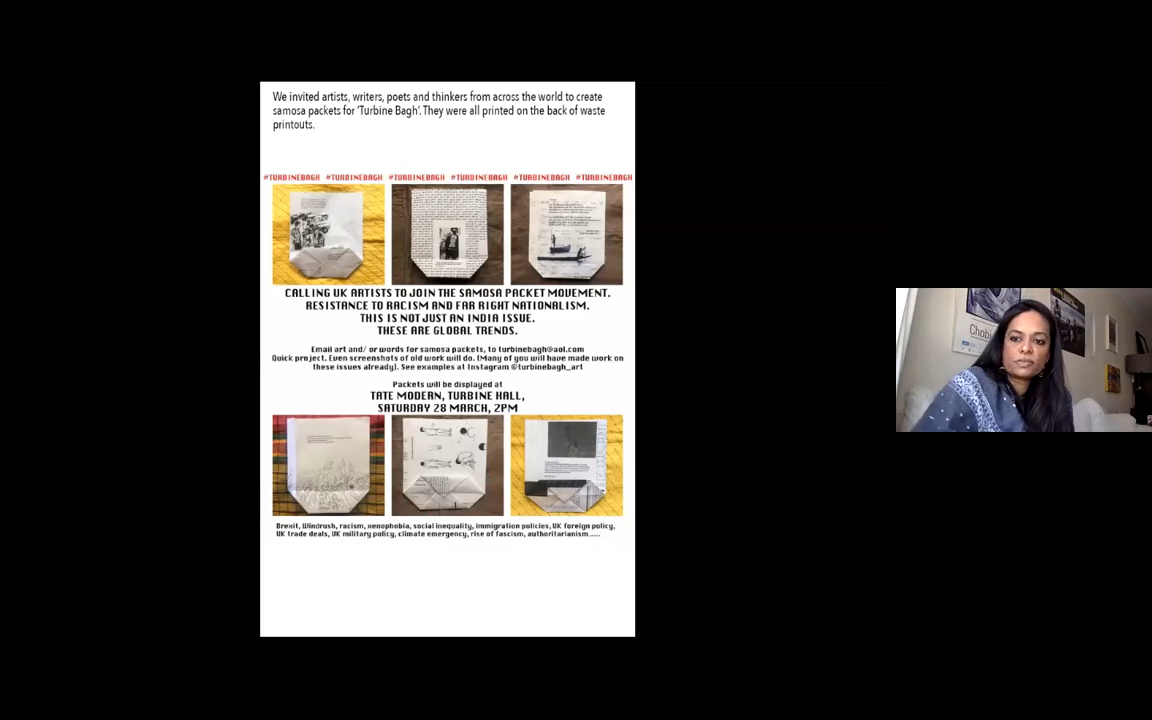 We invited artists, writers, poets and thinkers from across the world to create
samosa packets for 'Turbine Bagh'. They were all printed on the back of waste
printouts.
#TURBINEBAGH #TURBINEBAGH #TURBINEBAGH #TURBINEBAGH #TURBINEBAGH #TURBINEBAGH
CALLING UK ARTISTS TO JOIN THE SAMOSA PACKET MOVEMENT.
RESISTANCE TO RACISM AND FAR RIGHT NATIONALISM.
THIS IS NOT JUST AN INDIA ISSUE.
THESE ARE GLOBAL TRENDS.
Email art and/ or words for samosa packets, to turbinebagh@aol.com
Quick project. Even screenshots of old work will do. (Many of you will have made work on
these issues already). See examples at Instagram @turbinebagh_art
Packets will be displayed at
TATE MODERN, TURBINE HALL,
SATURDAY 28 MARCH, 2PM
Brexit, Windrush, racism, xenophobia, social inequality, immigration policies, UK foreign policy,
UK trade deals, UK military policy, climate emergency, rise of fascism, authoritarianism.....
Chobi